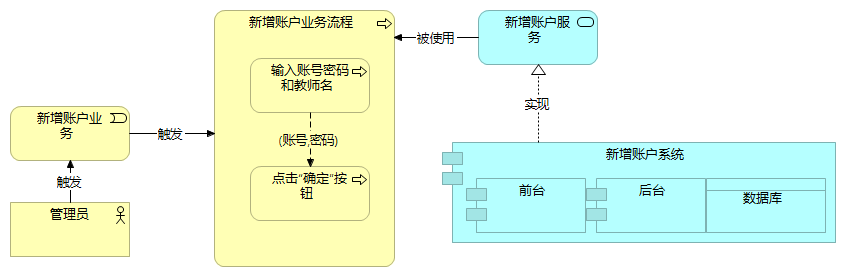 新增账户业务流程
新增账户服
务
被使用
输入账号密码
和教师名
实现
新增账户业
务
触发
(账号,密码)
新增账户系统
触发
点击“确定”按
钮
前台
后台
数据库
管理员